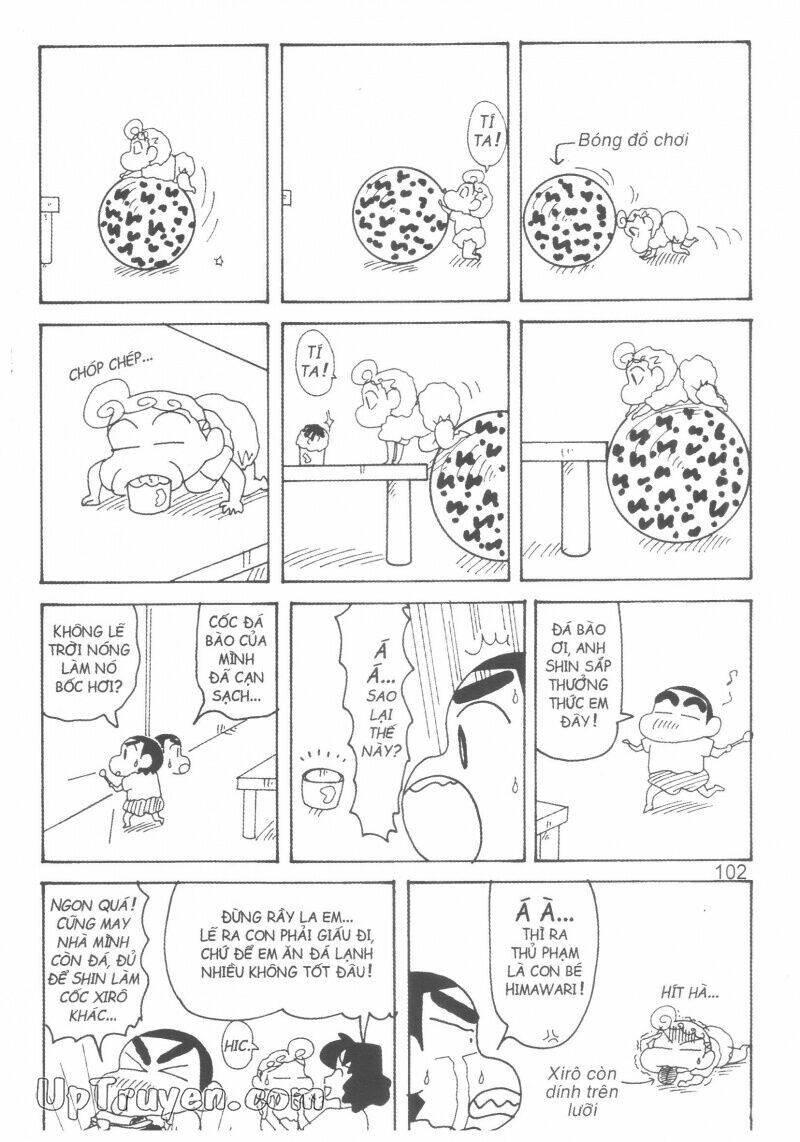 Bóng đồ chơi
TÍ
TA!
TÍ
TA!
CHÓP CHÉP...
ĐÁ BÀO
ƠI, ANH
SHIN SẮP
THƯỞNG
THỨC EM
ĐÂY!
Á
Á...
SAO
LẠI
THẾ
NÀY?
CỐC ĐÁ
BÀO CỦA
MÌNH
ĐÃ CẠN
SẠCH...
KHÔNG LẼ
TRỜI NÓNG
LÀM NÓ
BỐC HƠI?
102
Á À...
THÌ RA
THỦ PHẠM
LÀ CON BÉ
HIMAWARI!
HÍT HÀ...
Xirô còn
dính trên
lưỡi
ĐỪNG RẦY LA EM...
LẼ RA CON PHẢI GIẤU ĐI,
CHỨ ĐỂ EM ĂN ĐÁ LẠNH
NHIỀU KHÔNG TỐT ĐÂU!
HIC..
NGON QUÁ!
CŨNG MAY
NHÀ MÌNH
CÒN ĐÁ, ĐỦ
ĐỂ SHIN LÀM
CỐC XIRÔ
KHÁC...
UpTruyen.com